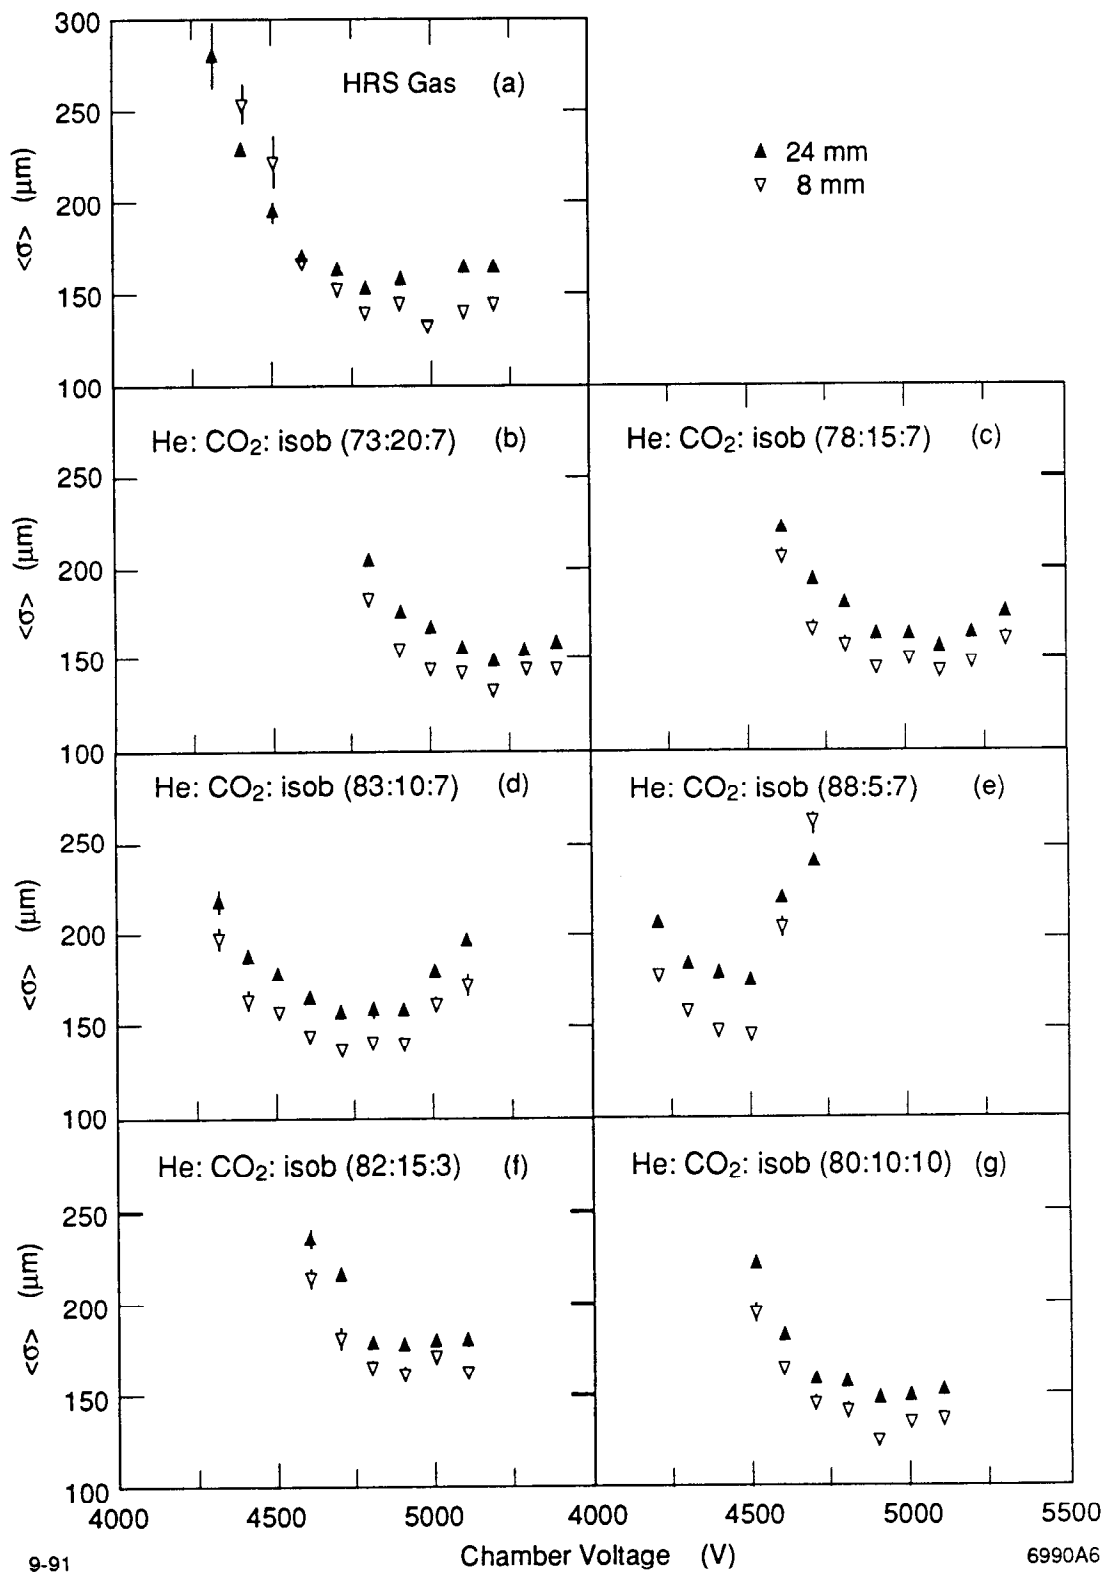 300
250
200
150
100
<σ> (μm)
HRS Gas (a)
▲ 24 mm
▽ 8 mm
He: CO₂: isob (73:20:7) (b)
He: CO₂: isob (78:15:7) (c)
250
200
150
100
<σ> (μm)
He: CO₂: isob (83:10:7) (d)
He: CO₂: isob (88:5:7) (e)
250
200
150
100
<σ> (μm)
He: CO₂: isob (82:15:3) (f)
He: CO₂: isob (80:10:10) (g)
250
200
150
100
<σ> (μm)
4000 4500 5000 4000 4500 5000 5500
Chamber Voltage (V)
9-91
6990A6